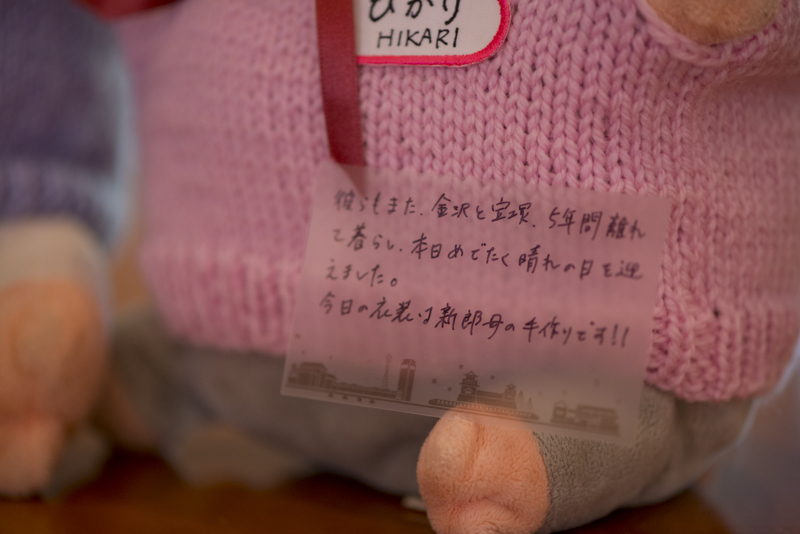 ひかり
HIKARI
彼らもまた、金沢と宝塚、5年間離れ
て暮らし、本日めでたく晴れの日を迎
えました。
今日の衣装は新郎母の手作りです!!